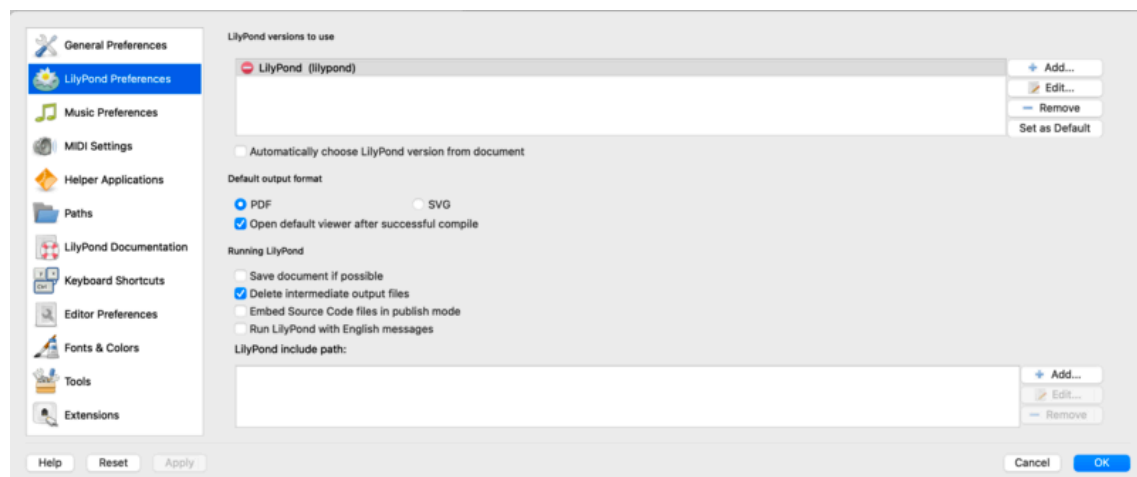 General Preferences
LilyPond Preferences
Music Preferences
MIDI Settings
Helper Applications
Paths
LilyPond Documentation
Keyboard Shortcuts
Editor Preferences
Fonts & Colors
Tools
Extensions
LilyPond versions to use
LilyPond (lilypond)
Add...
Edit...
Remove
Set as Default
Automatically choose LilyPond version from document
Default output format
PDF SVG
Open default viewer after successful compile
Running LilyPond
Save document if possible
Delete intermediate output files
Embed Source Code files in publish mode
Run LilyPond with English messages
LilyPond include path:
Add...
Edit...
Remove
Help Reset Apply Cancel OK